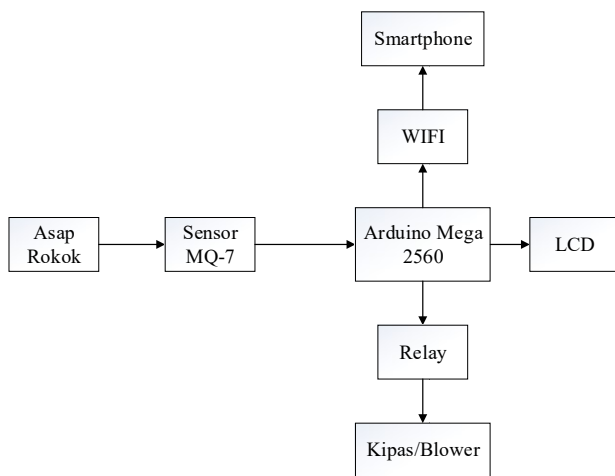 Smartphone
WIFI
Asap
Rokok
Sensor
MQ-7
Arduino Mega
2560
LCD
Relay
Kipas/Blower